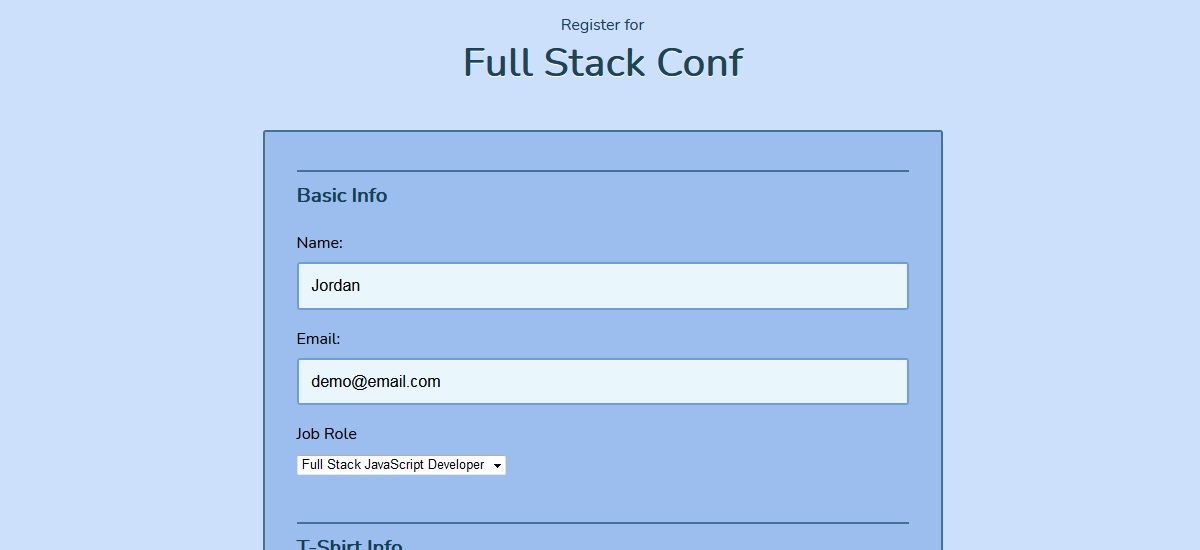 Register for
Full Stack Conf
Basic Info
Name:
Jordan
Email:
demo@email.com
Job Role
Full Stack JavaScript Developer
T-Shirt Info